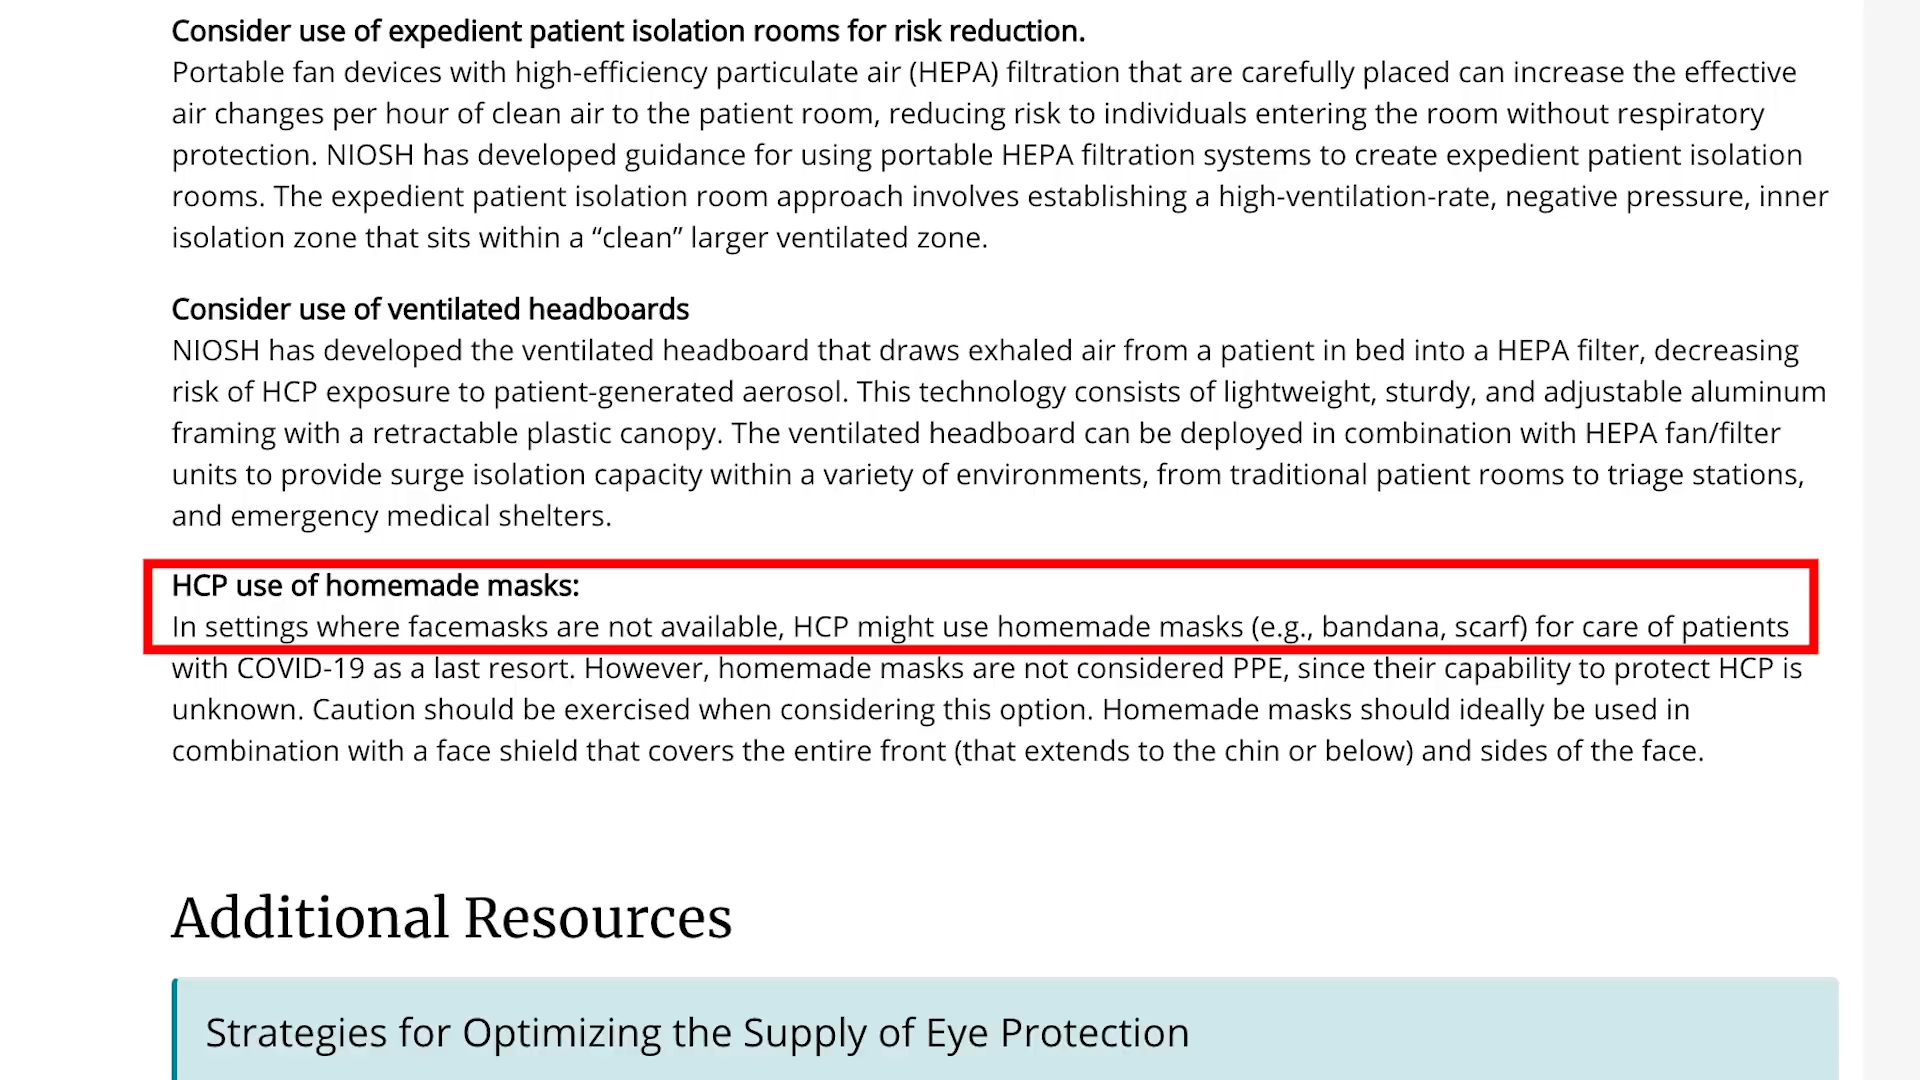 Consider use of expedient patient isolation rooms for risk reduction.
Portable fan devices with high-efficiency particulate air (HEPA) filtration that are carefully placed can increase the effective
air changes per hour of clean air to the patient room, reducing risk to individuals entering the room without respiratory
protection. NIOSH has developed guidance for using portable HEPA filtration systems to create expedient patient isolation
rooms. The expedient patient isolation room approach involves establishing a high-ventilation-rate, negative pressure, inner
isolation zone that sits within a “clean” larger ventilated zone.
Consider use of ventilated headboards
NIOSH has developed the ventilated headboard that draws exhaled air from a patient in bed into a HEPA filter, decreasing
risk of HCP exposure to patient-generated aerosol. This technology consists of lightweight, sturdy, and adjustable aluminum
framing with a retractable plastic canopy. The ventilated headboard can be deployed in combination with HEPA fan/filter
units to provide surge isolation capacity within a variety of environments, from traditional patient rooms to triage stations,
and emergency medical shelters.
HCP use of homemade masks:
In settings where facemasks are not available, HCP might use homemade masks (e.g., bandana, scarf) for care of patients
with COVID-19 as a last resort. However, homemade masks are not considered PPE, since their capability to protect HCP is
unknown. Caution should be exercised when considering this option. Homemade masks should ideally be used in
combination with a face shield that covers the entire front (that extends to the chin or below) and sides of the face.
Additional Resources
Strategies for Optimizing the Supply of Eye Protection